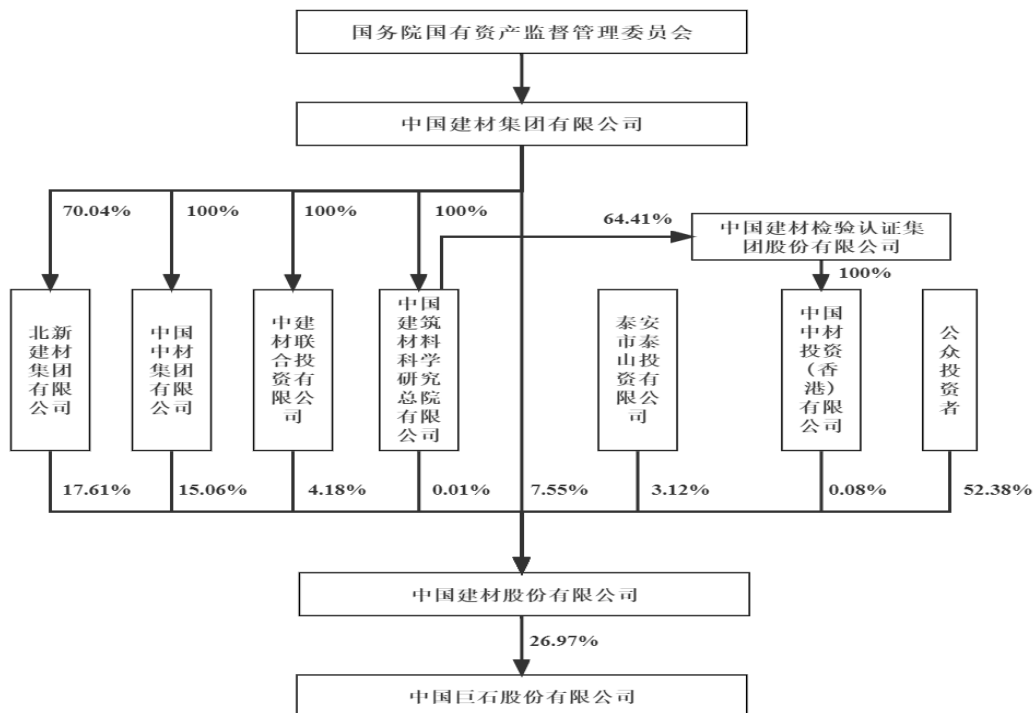 国务院国有资产监督管理委员会
中国建材集团有限公司
70.04%
100%
100%
100%
64.41%
中国建材检验认证集
团股份有限公司
100%
北新
建材
集团
有限
公司
中国
中材
集团
有限
公司
中建
材联
合投
资有
限公
司
中国
建筑
材料
科学
研究
总院
有限
公司
泰安
市泰
山投
资有
限公
司
中国
中材
投资
（香
港）
有限
公司
公
众
投
资
者
17.61%
15.06%
4.18%
0.01%
7.55%
3.12%
0.08%
52.38%
中国建材股份有限公司
26.97%
中国巨石股份有限公司